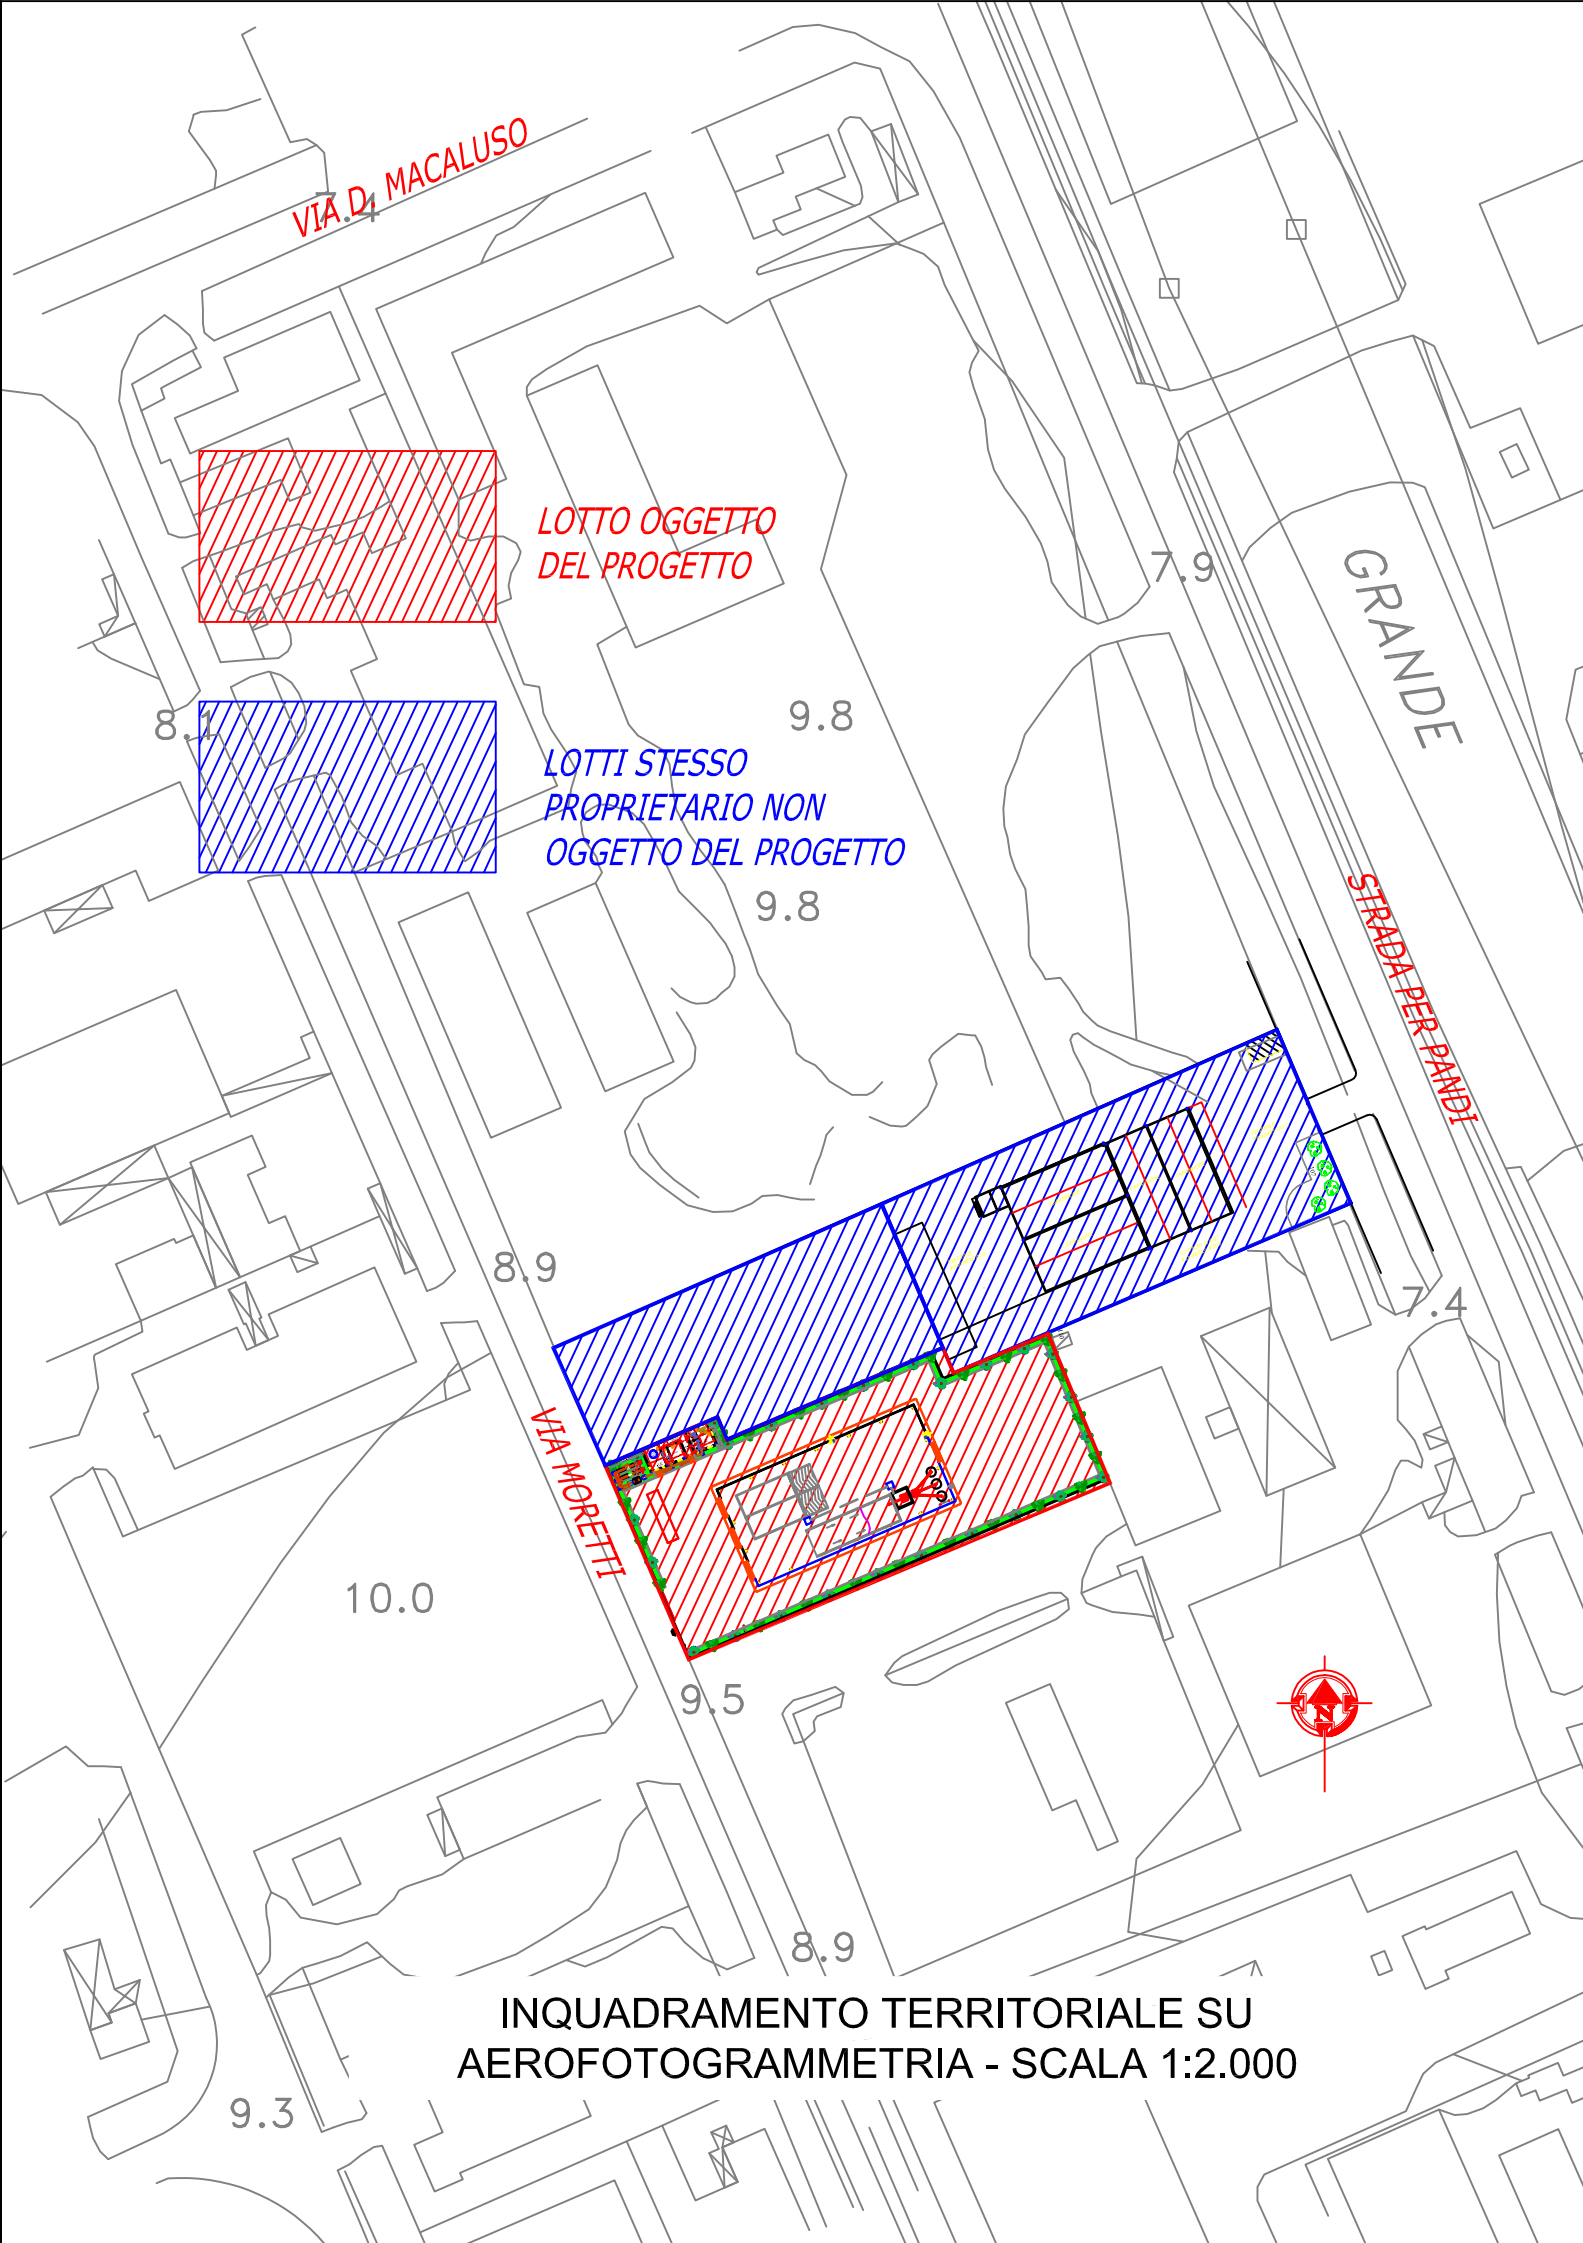 VIA D. MACALUSO
7.4
LOTTO OGGETTO
DEL PROGETTO
7.9
GRANDE
8.1
9.8
LOTTI STESSO
PROPRIETARIO NON
OGGETTO DEL PROGETTO
9.8
STRADA PER PANDI
8.9
7.4
VIA MORETTI
10.0
9.5
N
8.9
INQUADRAMENTO TERRITORIALE SU
AEROFOTOGRAMMETRIA - SCALA 1:2.000
9.3